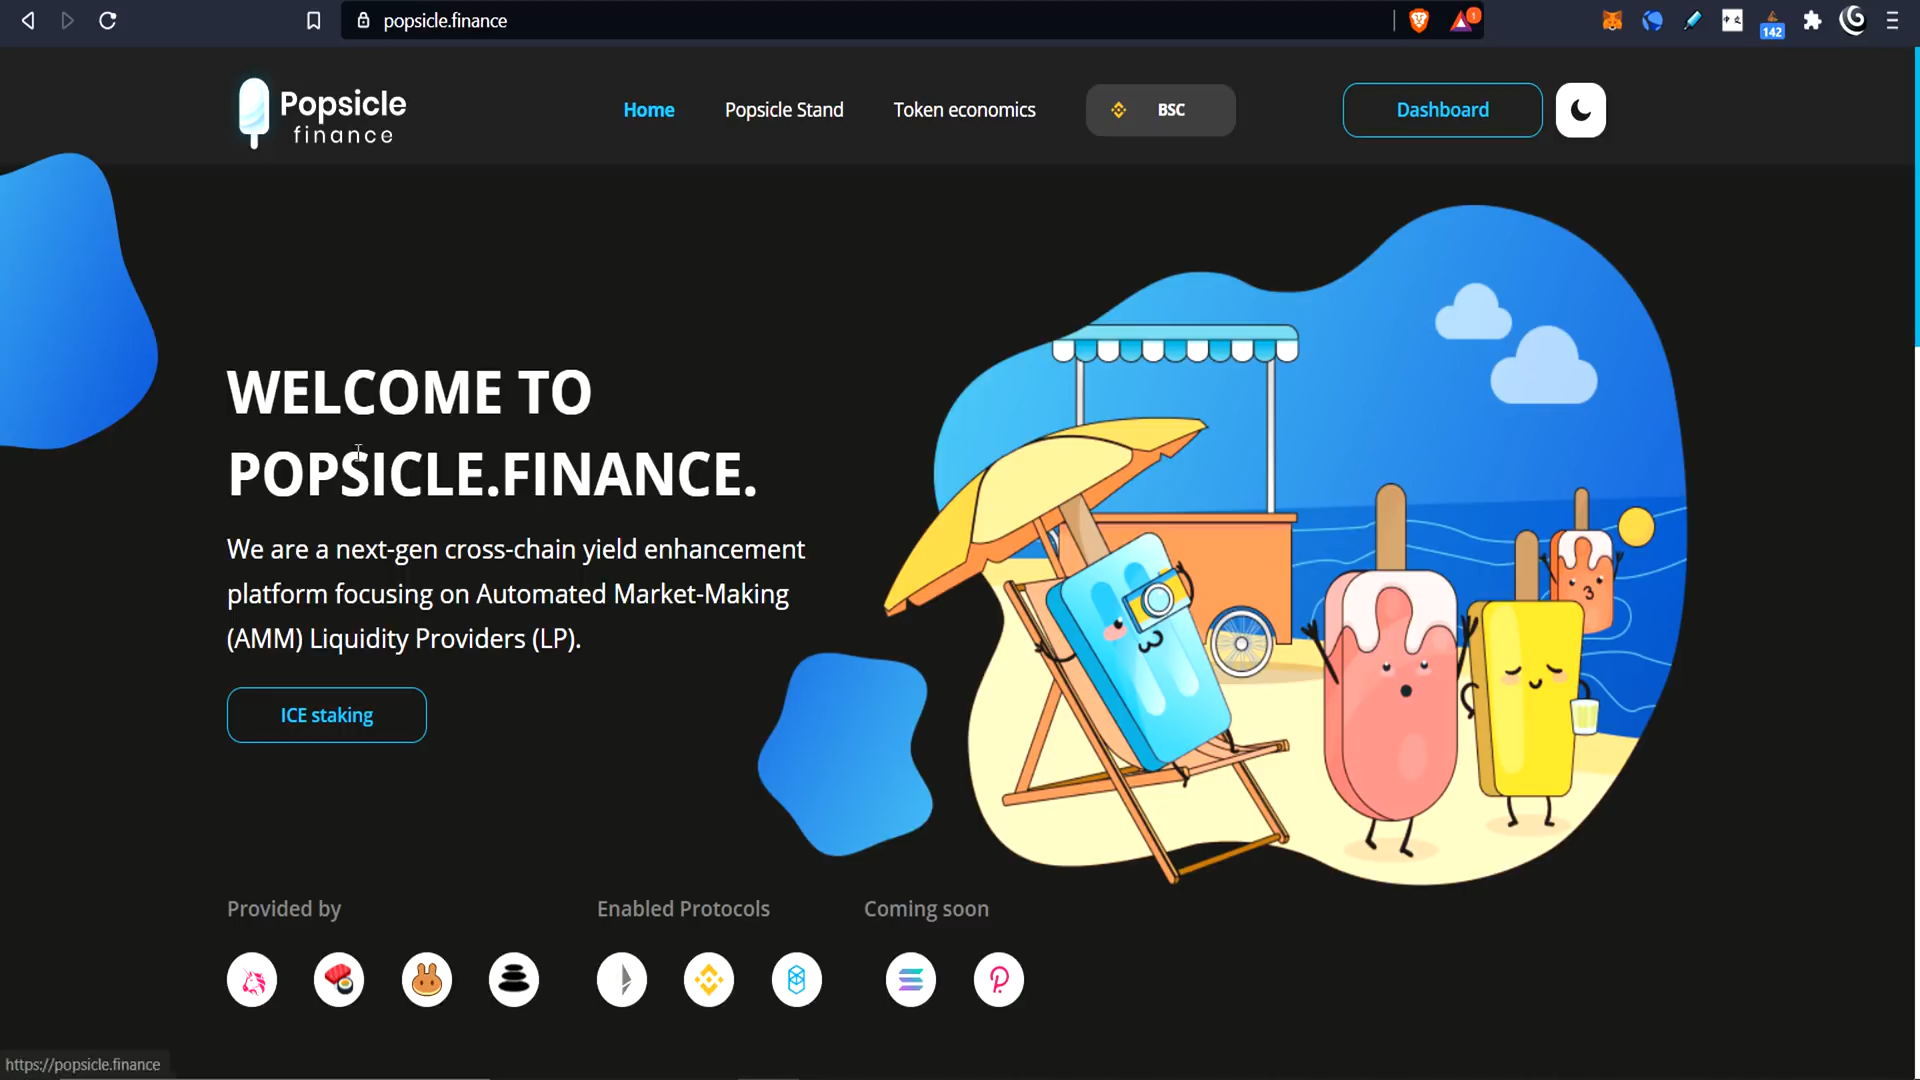 popsicle.finance
1
142
Popsicle
finance
Home
Popsicle Stand
Token economics
BSC
Dashboard
WELCOME TO
POPSICLE.FINANCE.
We are a next-gen cross-chain yield enhancement
platform focusing on Automated Market-Making
(AMM) Liquidity Providers (LP).
ICE staking
Provided by
Enabled Protocols
Coming soon
https://popsicle.finance